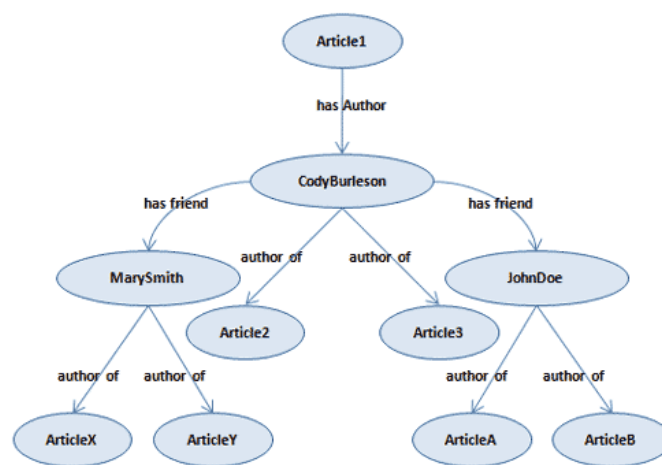 Article1
has Author
CodyBurleson
has friend
has friend
MarySmith
author of
author of
JohnDoe
Article2
Article3
author of
author of
author of
author of
ArticleX
ArticleY
ArticleA
ArticleB